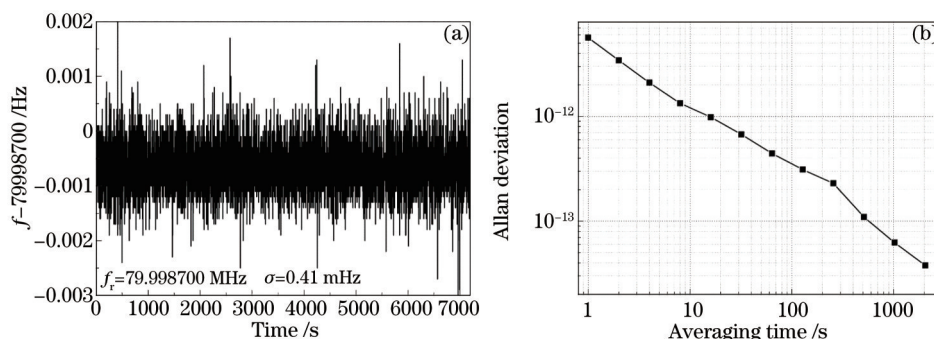 (a)
f−79998700 /Hz
0.002
0.001
0
−0.001
−0.002
−0.003
f_r=79.998700 MHz σ=0.41 mHz
0 1000 2000 3000 4000 5000 6000 7000
Time /s
(b)
Allan deviation
10^−12
10^−13
1 10 100 1000
Averaging time /s